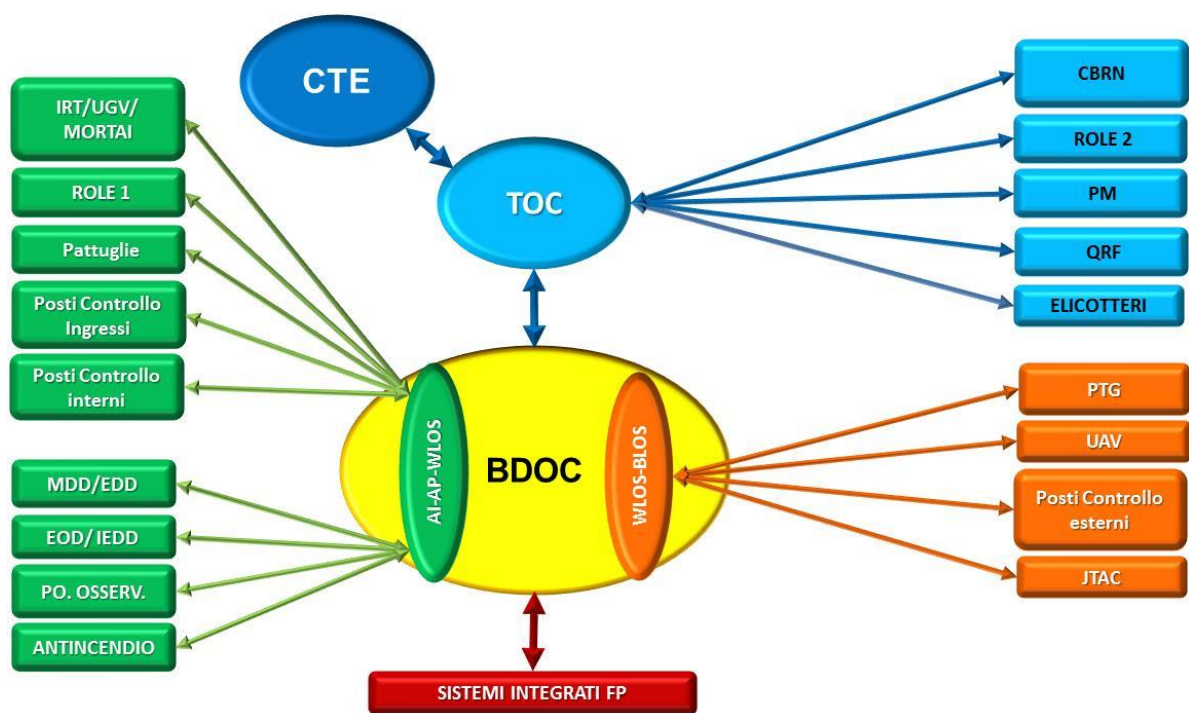 CTE
TOC
IRT/UGV/
MORTAI
ROLE 1
Pattuglie
Posti Controllo
Ingressi
Posti Controllo
interni
MDD/EDD
EOD/ IEDD
PO. OSSERV.
ANTINCENDIO
AI-AP-WLOS
BDOC
WLOS-BLOS
CBRN
ROLE 2
PM
QRF
ELICOTTERI
PTG
UAV
Posti Controllo
esterni
JTAC
SISTEMI INTEGRATI FP